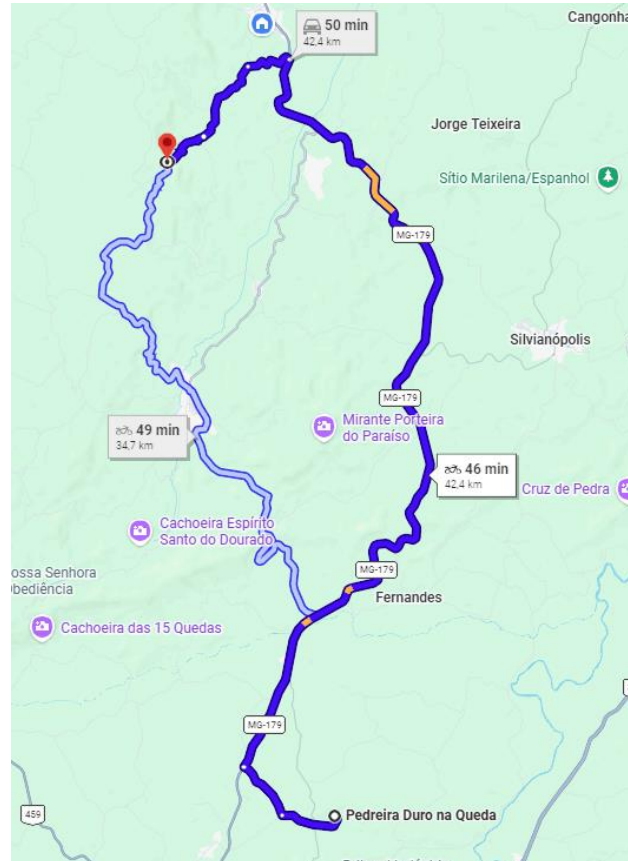 Cangonha
50 min
42,4 km
Jorge Teixeira
Sítio Marilena/Espanhol
MG-179
Silvianópolis
MG-179
Mirante Porteira
do Paraíso
49 min
34,7 km
46 min
42,4 km
Cruz de Pedra
Cachoeira Espírito
Santo do Dourado
ossa Senhora
Obediência
MG-179
Fernandes
Cachoeira das 15 Quedas
MG-179
459
Pedreira Duro na Queda